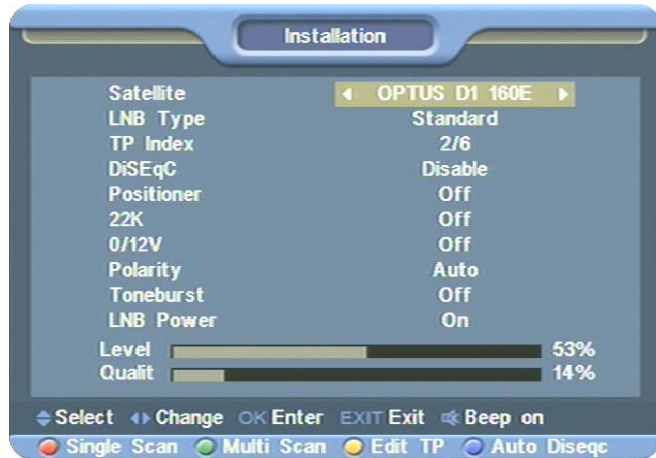 Installation
Satellite OPTUS D1 160E
LNB Type Standard
TP Index 2/6
DiSEqC Disable
Positioner Off
22K Off
0/12V Off
Polarity Auto
Toneburst Off
LNB Power On
Level 53%
Qualit 14%
Select Change OK Enter EXIT Exit Beep on
Single Scan Multi Scan Edit TP Auto Diseqc